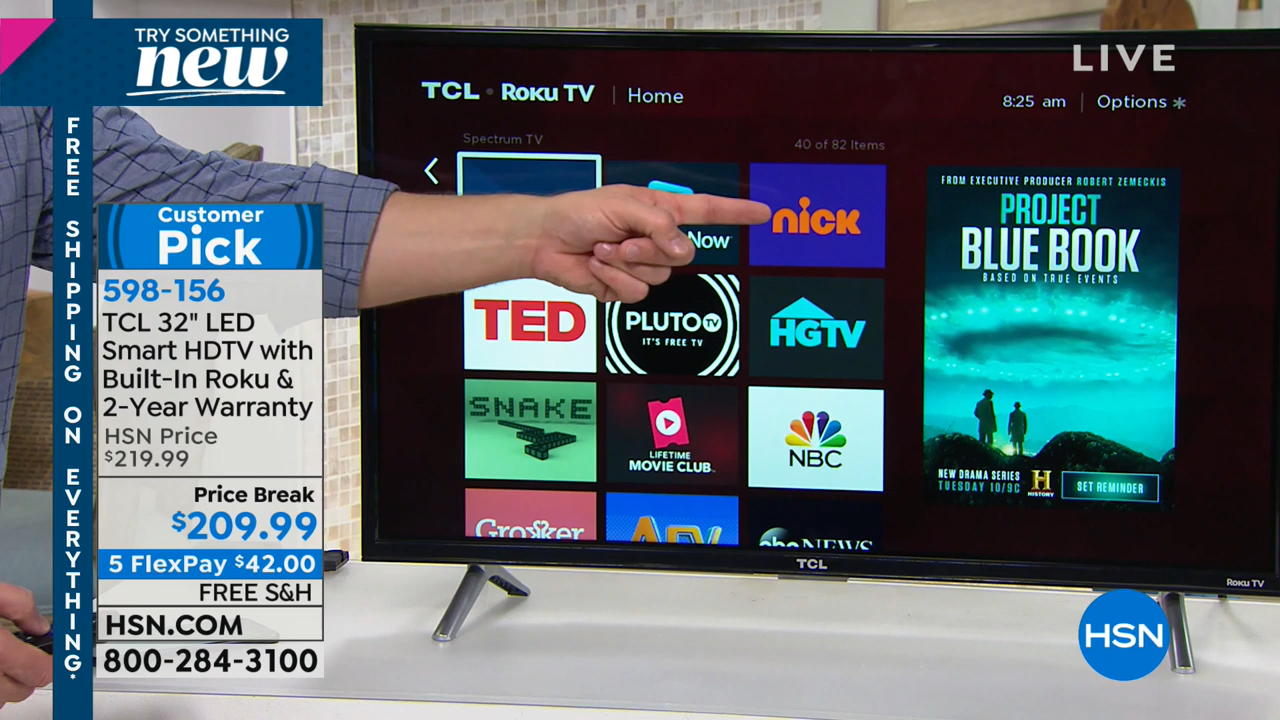 TRY SOMETHING
new
FREE SHIPPING ON EVERYTHING*
Customer
Pick
598-156
TCL 32" LED
Smart HDTV with
Built-In Roku &
2-Year Warranty
HSN Price
$219.99
Price Break
$209.99
5 FlexPay $42.00
FREE S&H
HSN.COM
800-284-3100
LIVE
TCL • Roku TV | Home
8:25 am | Options *
Spectrum TV
40 of 82 Items
Now
nick
TED
PLUTO TV
IT'S FREE TV
HGTV
SNAKE
LIFETIME
MOVIE CLUB
NBC
Grokker
AFV
abc NEWS
FROM EXECUTIVE PRODUCER ROBERT ZEMECKIS
PROJECT
BLUE BOOK
BASED ON TRUE EVENTS
NEW DRAMA SERIES
TUESDAY 10/9C
H
HISTORY
SET REMINDER
TCL
Roku TV
HSN